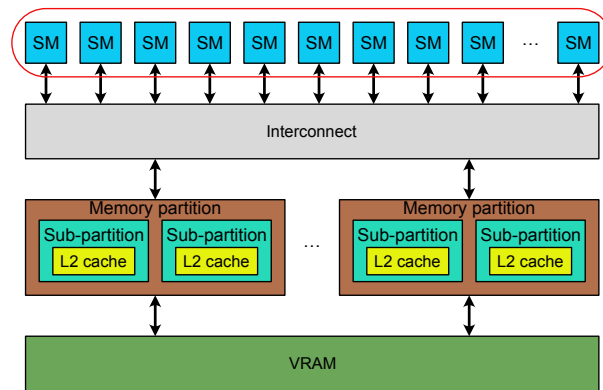 SM SM SM SM SM SM SM SM SM ... SM
Interconnect
Memory partition Memory partition
Sub-partition Sub-partition Sub-partition Sub-partition
L2 cache L2 cache ... L2 cache L2 cache
VRAM